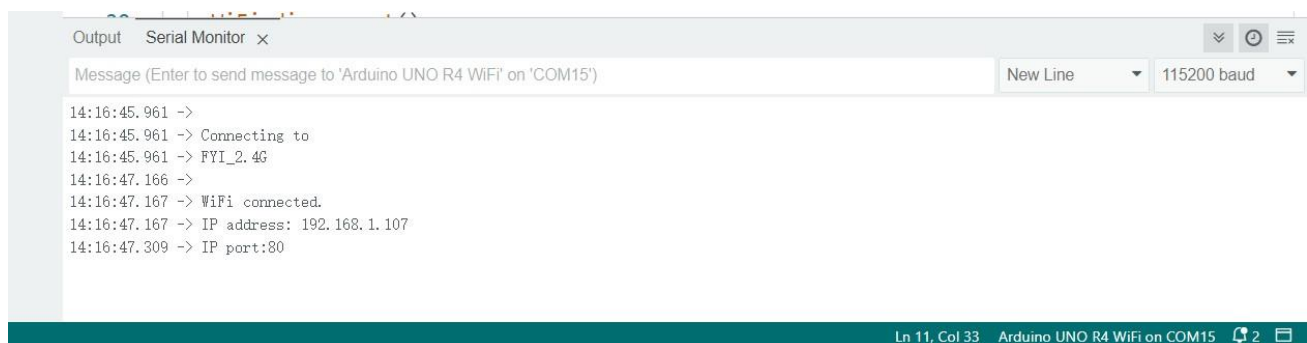 Output Serial Monitor ×
Message (Enter to send message to 'Arduino UNO R4 WiFi' on 'COM15') New Line 115200 baud
14:16:45.961 ->
14:16:45.961 -> Connecting to
14:16:45.961 -> FYI_2.4G
14:16:47.166 ->
14:16:47.167 -> WiFi connected.
14:16:47.167 -> IP address: 192.168.1.107
14:16:47.309 -> IP port:80
Ln 11, Col 33 Arduino UNO R4 WiFi on COM15 2